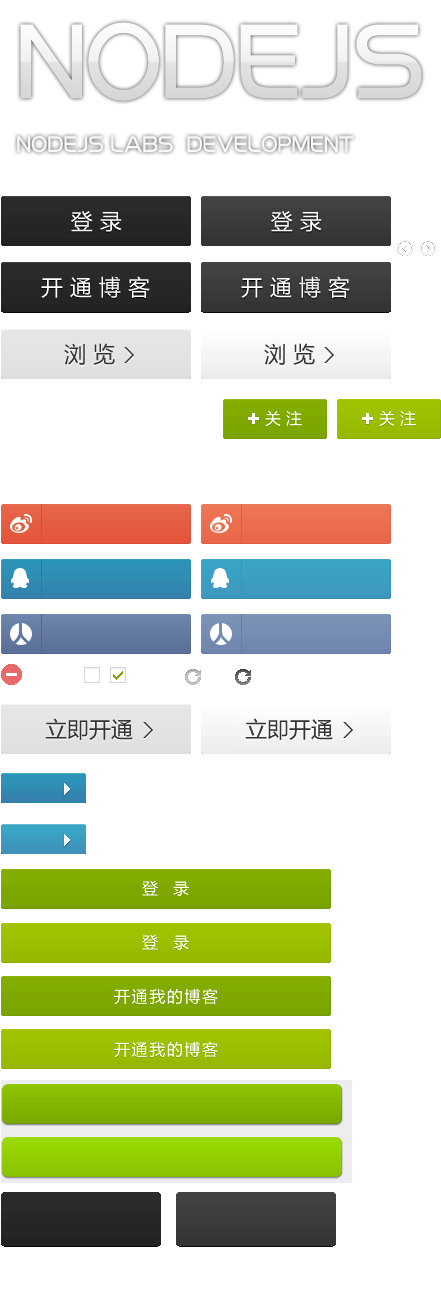 NODEJS
NODEJS LABS DEVELOPMENT
登录 登录
开通博客 开通博客
浏览 > 浏览 >
+ 关注 + 关注
立即开通 > 立即开通 >
登 录
登 录
开通我的博客
开通我的博客